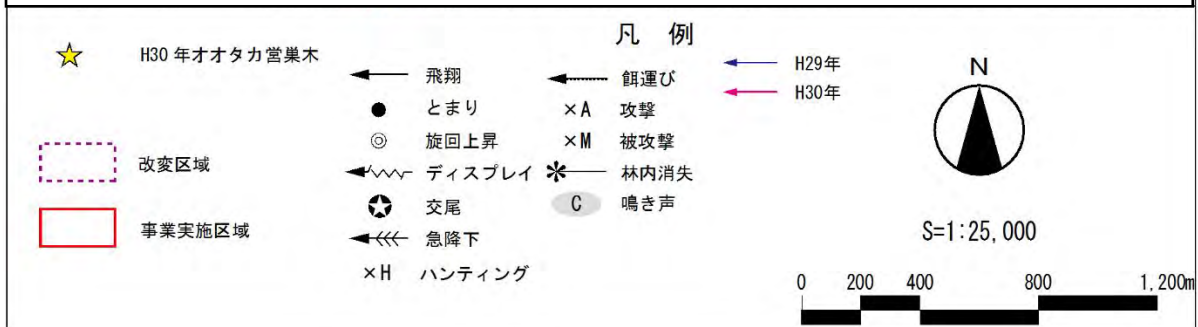 凡 例
H30 年オオタカ営巣木
改変区域
事業実施区域
飛翔
とまり
旋回上昇
ディスプレイ
交尾
急降下
×H ハンティング
餌運び
×A 攻撃
×M 被攻撃
林内消失
C 鳴き声
H29年
H30年
N
S=1:25,000
0 200 400 800 1,200m